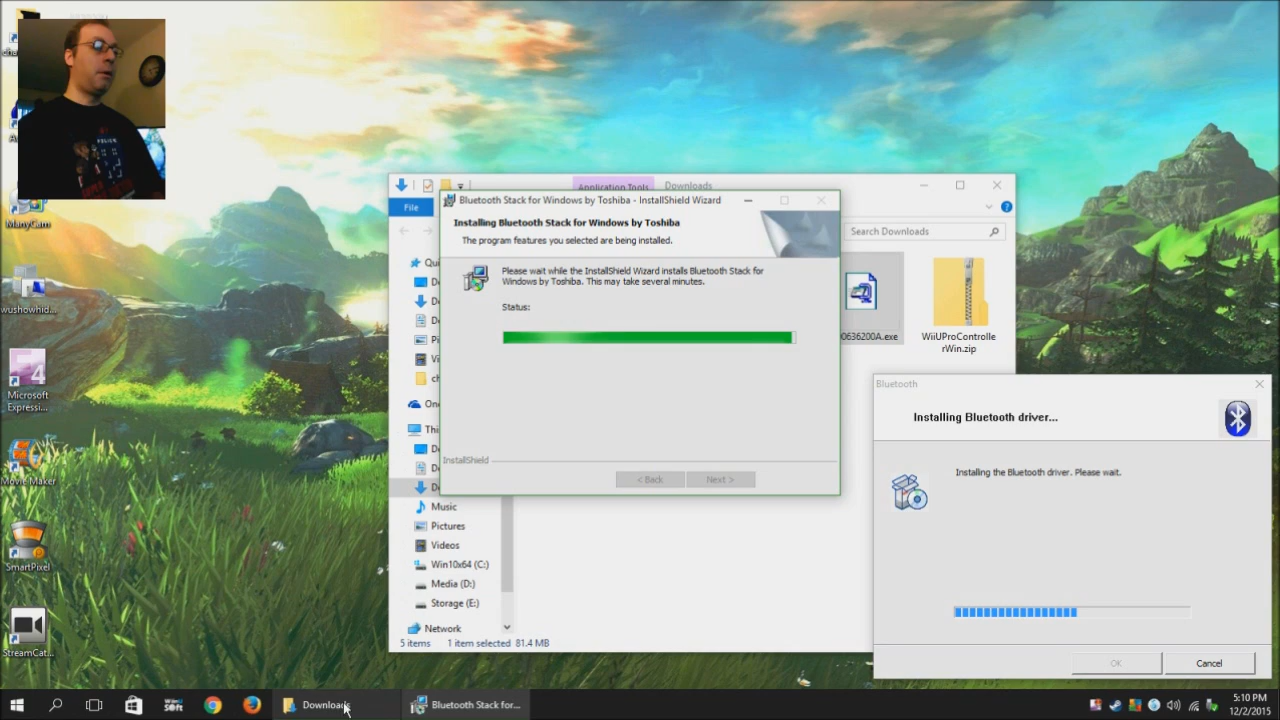 ManyCam
wushowhid...
Microsoft
Expressi...
Movie Maker
SmartPixel
StreamCat...
Application Tools
Downloads
File
Search Downloads
Music
Pictures
Videos
Win10x64 (C:)
Media (D:)
Storage (E:)
Network
5 items
1 item selected 81.4 MB
0636200A.exe
WiiUProControlle
rWin.zip
Bluetooth Stack for Windows by Toshiba - InstallShield Wizard
Installing Bluetooth Stack for Windows by Toshiba
The program features you selected are being installed.
Please wait while the InstallShield Wizard installs Bluetooth Stack for
Windows by Toshiba. This may take several minutes.
Status:
InstallShield
< Back
Next >
Bluetooth
Installing Bluetooth driver...
Installing the Bluetooth driver. Please wait.
OK
Cancel
Downloads
Bluetooth Stack for...
5:10 PM
12/2/2015